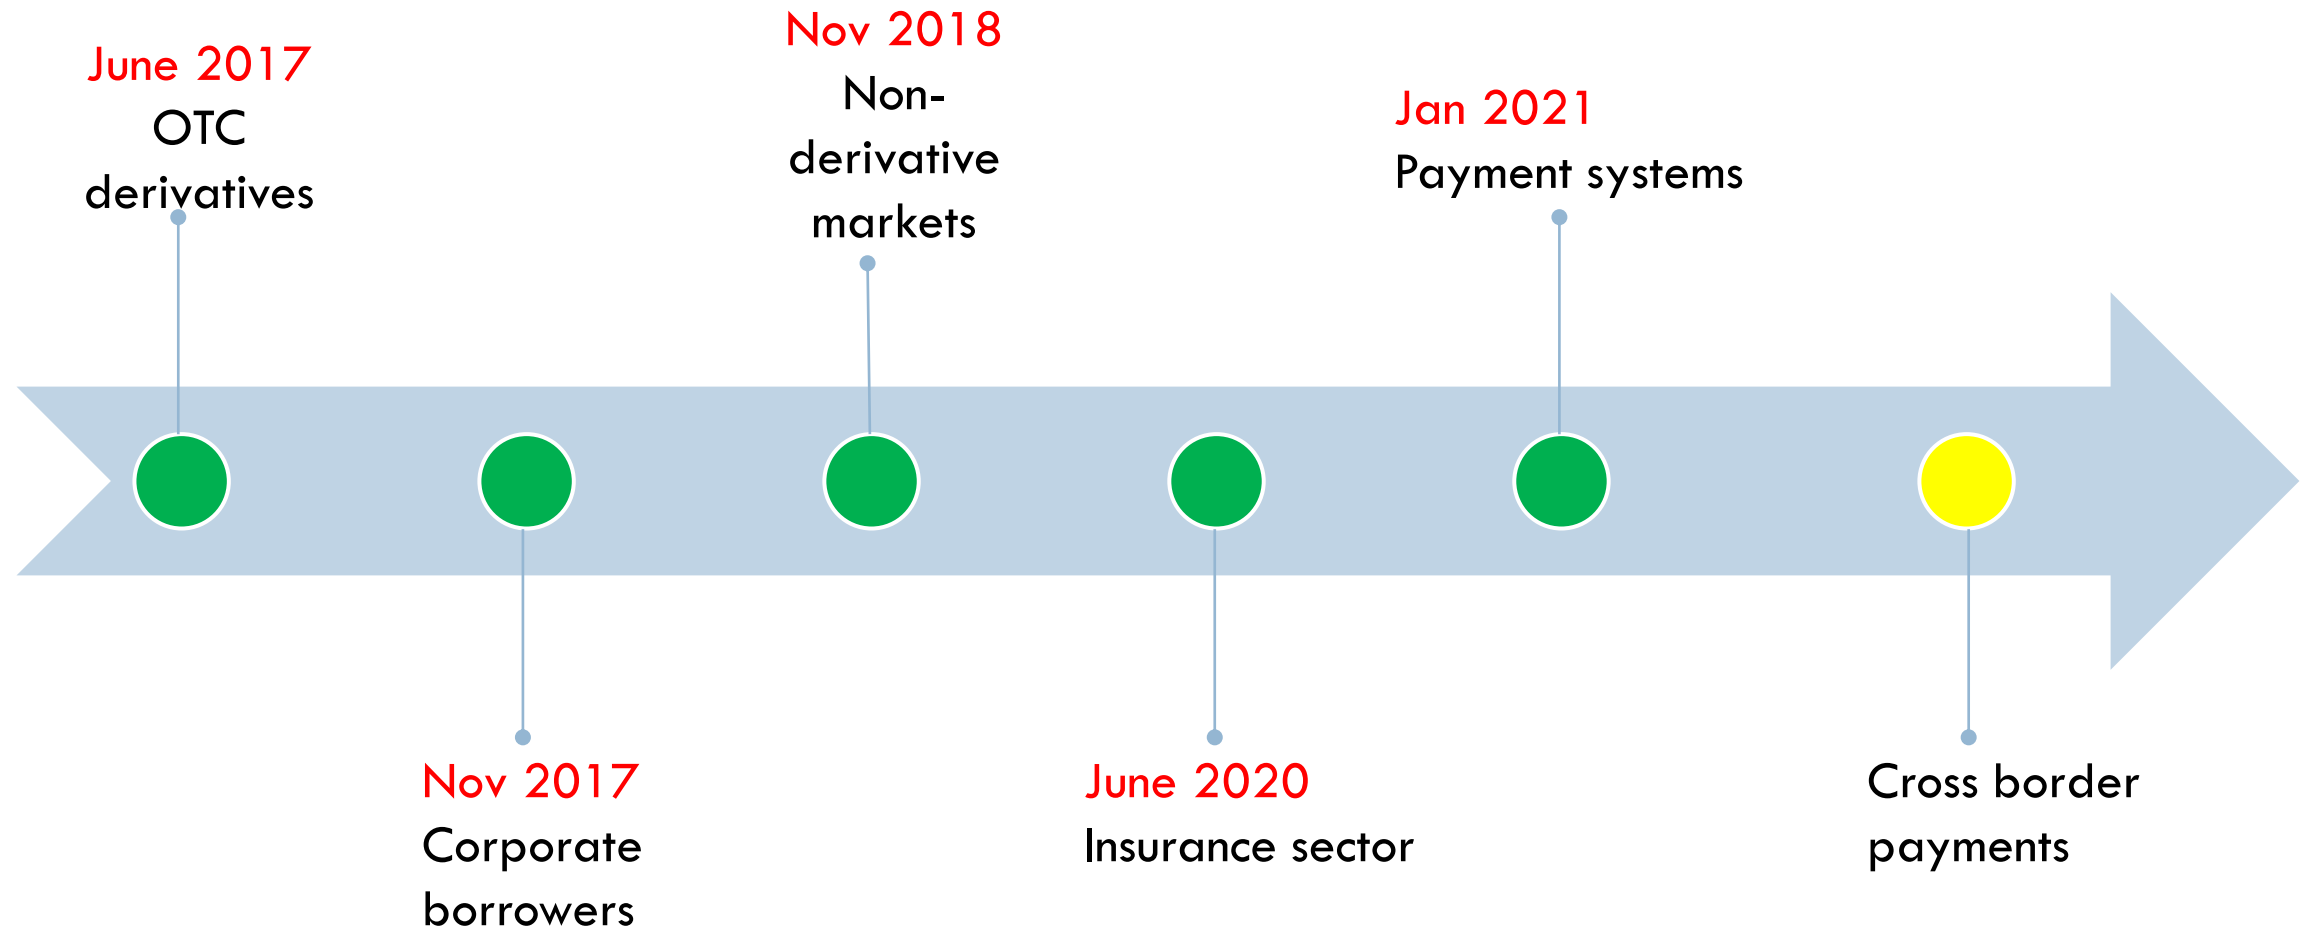 June 2017
OTC
derivatives
Nov 2017
Corporate
borrowers
Nov 2018
Non-
derivative
markets
June 2020
Insurance sector
Jan 2021
Payment systems
Cross border
payments